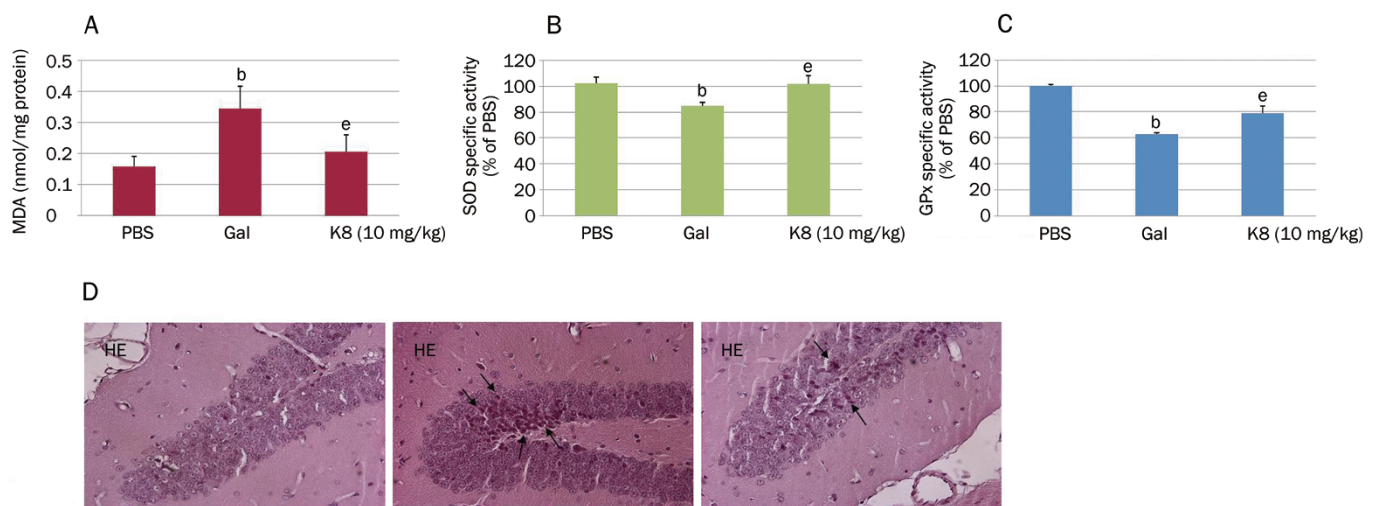 A
MDA (nmol/mg protein)
0.5
0.4
0.3
0.2
0.1
0
b
e
PBS
Gal
K8 (10 mg/kg)
B
SOD specific activity
(% of PBS)
120
100
80
60
40
20
0
b
e
PBS
Gal
K8 (10 mg/kg)
C
GPx specific activity
(% of PBS)
120
100
80
60
40
20
0
b
e
PBS
Gal
K8 (10 mg/kg)
D
HE
HE
HE